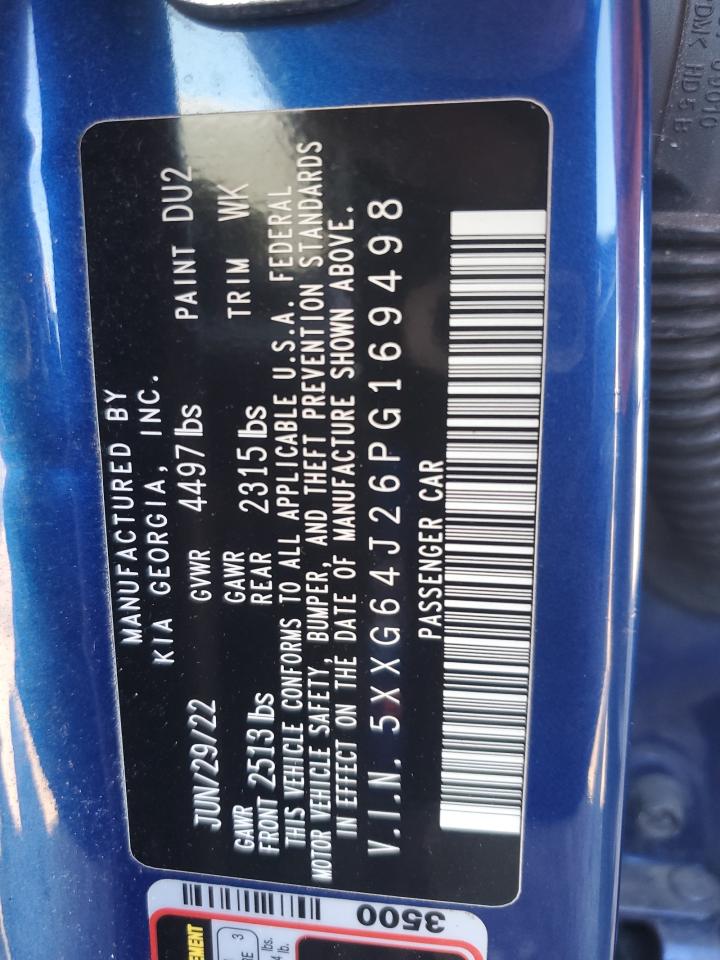 MANUFACTURED BY
KIA GEORGIA, INC.
JUN/29/22 GVWR 4497 lbs PAINT DU2
GAWR FRONT 2513 lbs GAWR REAR 2315 lbs TRIM WK
THIS VEHICLE CONFORMS TO ALL APPLICABLE U.S.A. FEDERAL
MOTOR VEHICLE SAFETY, BUMPER, AND THEFT PREVENTION STANDARDS
IN EFFECT ON THE DATE OF MANUFACTURE SHOWN ABOVE.
V.I.N. 5XXG64J26PG169498
PASSENGER CAR
3500
HD5B